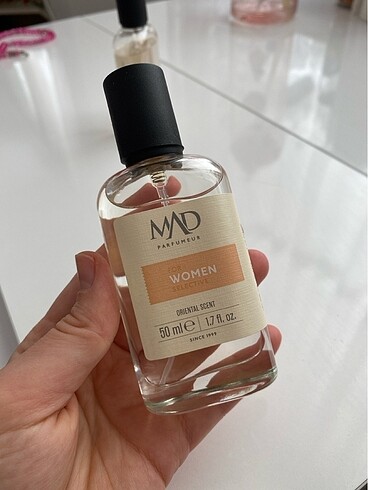 MAD
PARFUMEUR
WOMEN
SELECTIVE
ORIENTAL SCENT
50 ml ℮ 1.7 fl. oz.
SINCE 1999